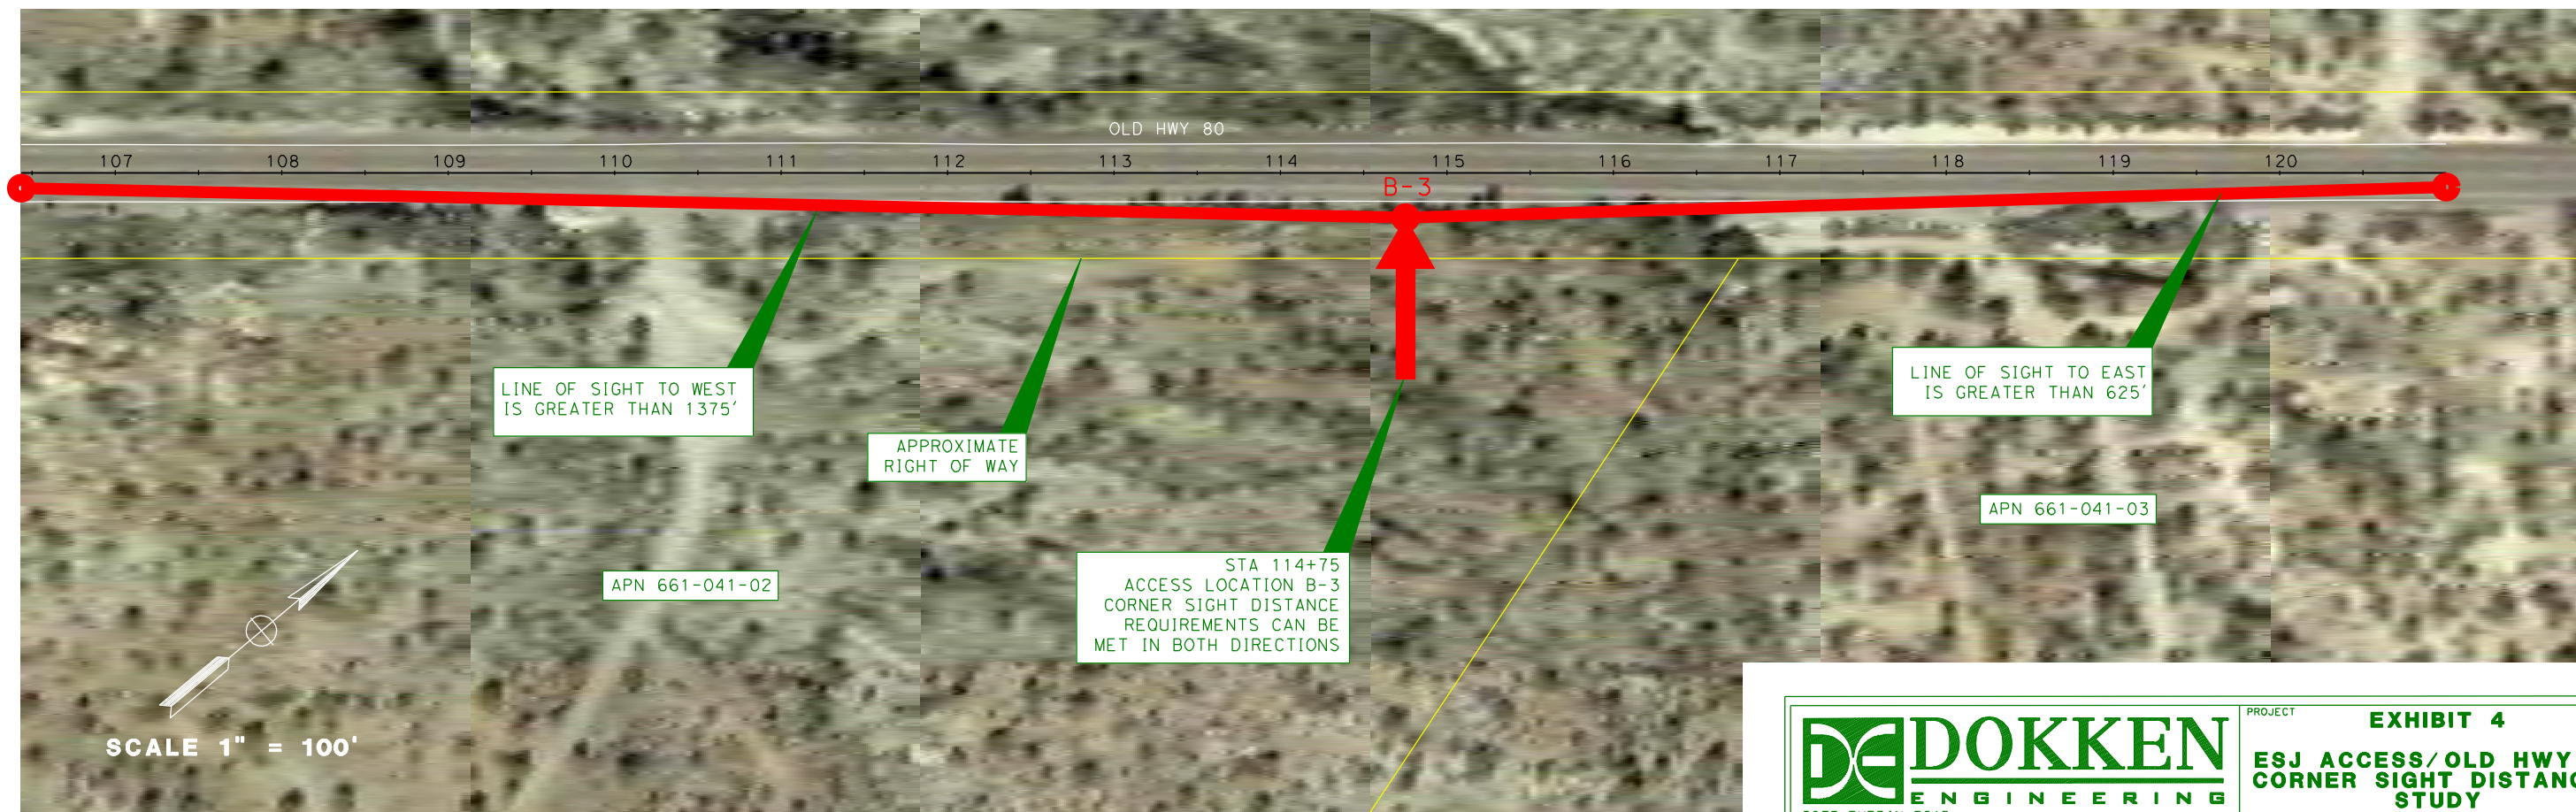 OLD HWY 80
107 108 109 110 111 112 113 114 115 116 117 118 119 120
B-3
LINE OF SIGHT TO WEST
IS GREATER THAN 1375'
APPROXIMATE
RIGHT OF WAY
LINE OF SIGHT TO EAST
IS GREATER THAN 625'
APN 661-041-03
STA 114+75
ACCESS LOCATION B-3
CORNER SIGHT DISTANCE
REQUIREMENTS CAN BE
MET IN BOTH DIRECTIONS
APN 661-041-02
SCALE 1" = 100'
DOKKEN
ENGINEERING
PROJECT
EXHIBIT 4
ESJ ACCESS/OLD HWY
CORNER SIGHT
STUDY